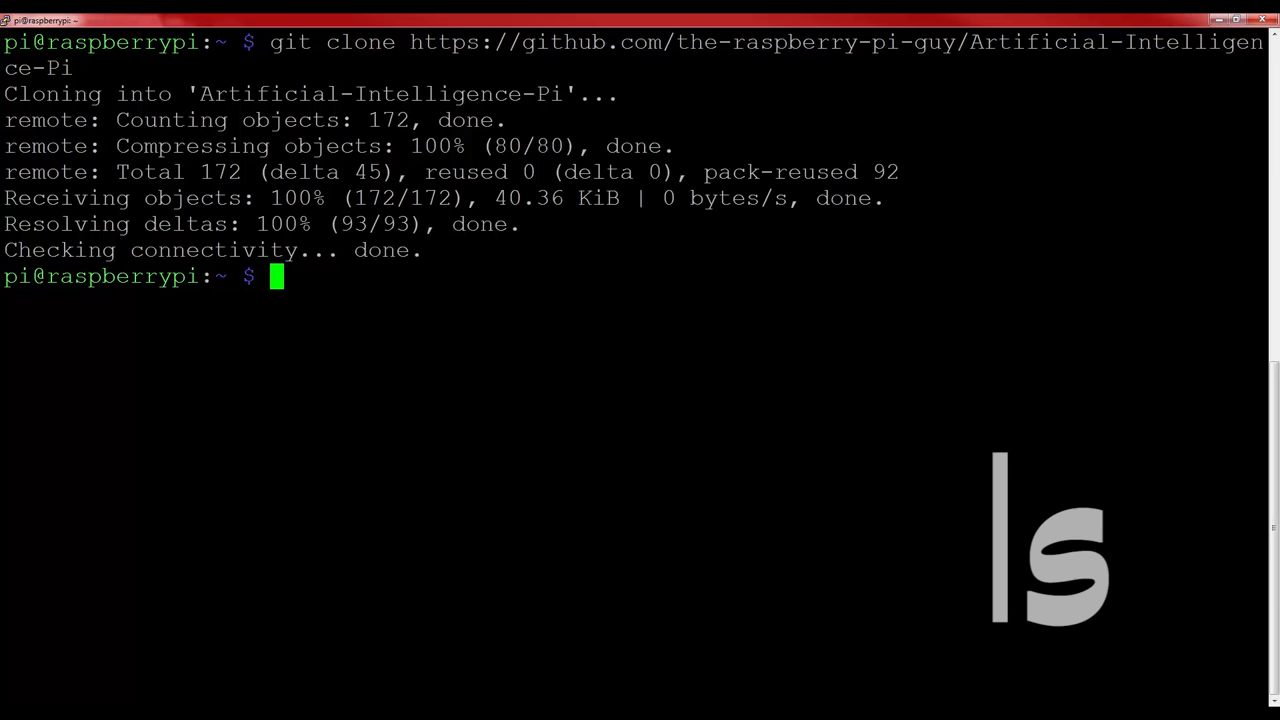 pi@raspberrypi: ~
pi@raspberrypi:~ $ git clone https://github.com/the-raspberry-pi-guy/Artificial-Intelligen
ce-Pi
Cloning into 'Artificial-Intelligence-Pi'...
remote: Counting objects: 172, done.
remote: Compressing objects: 100% (80/80), done.
remote: Total 172 (delta 45), reused 0 (delta 0), pack-reused 92
Receiving objects: 100% (172/172), 40.36 KiB | 0 bytes/s, done.
Resolving deltas: 100% (93/93), done.
Checking connectivity... done.
pi@raspberrypi:~ $
ls